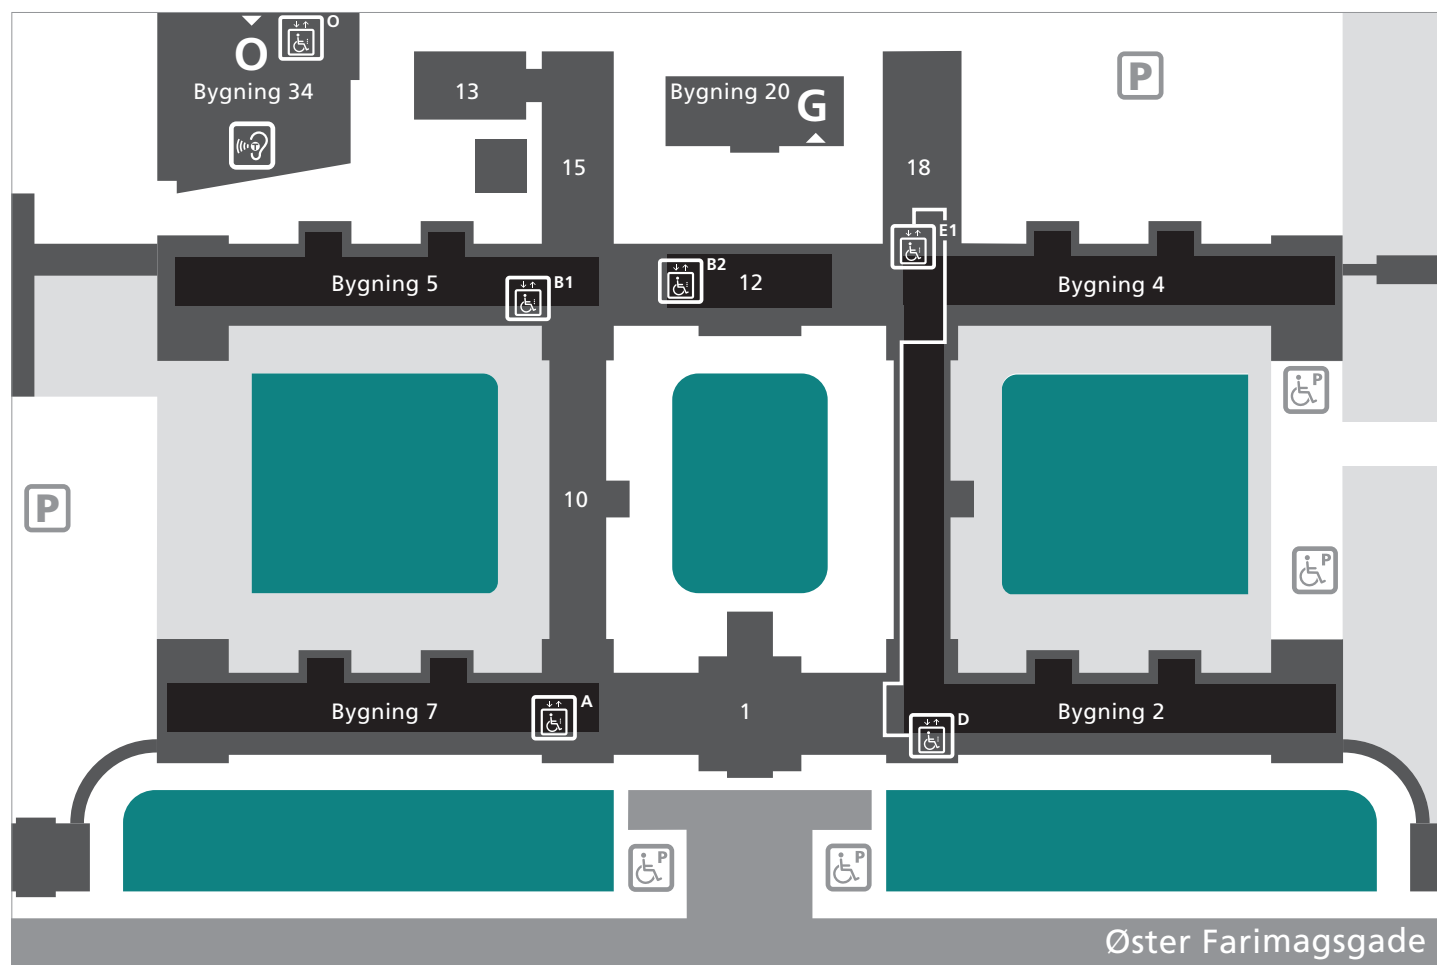 O
O
Bygning 34
13
Bygning 20
G
P
15
18
E1
Bygning 5
B1
B2
12
Bygning 4
P
P
10
P
Bygning 7
A
1
D
Bygning 2
P
P
Øster Farimagsgade